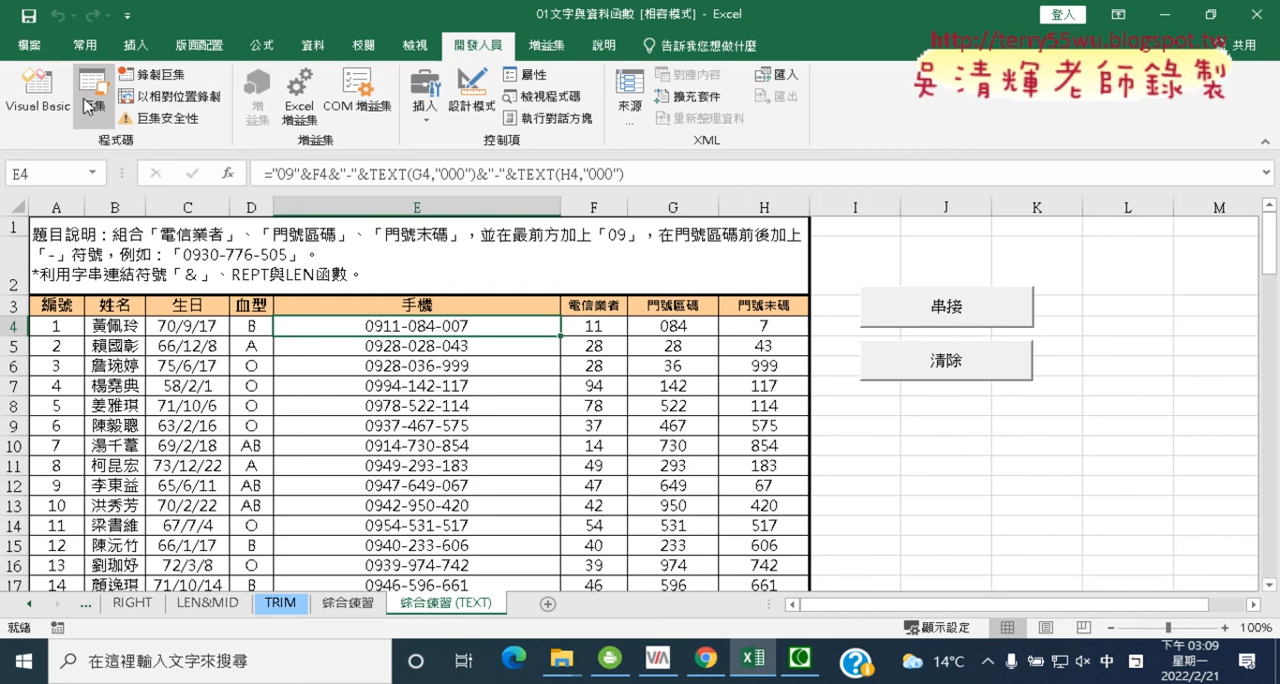 01文字與資料函數 [相容模式] - Excel
登入
檔案 常用 插入 版面配置 公式 資料 校閱 檢視 開發人員 增益集 說明 告訴我您想做什麼 共用
http://terry55wu.blogspot.tw
吳清輝老師錄製
Visual Basic
巨集
錄製巨集
以相對位置錄製
巨集安全性
程式碼
增益集
Excel 增益集
COM 增益集
增益集
插入
設計模式
屬性
檢視程式碼
執行對話方塊
控制項
來源
...
對應內容
擴充套件
重新整理資料
匯入
匯出
XML
E4
fx
="09"&F4&"-"&TEXT(G4,"000")&"-"&TEXT(H4,"000")
A B C D E F G H I J K L M
1 題目說明：組合「電信業者」、「門號區碼」、「門號末碼」，並在最前方加上「09」，在門號區碼前後加上
「-」符號，例如：「0930-776-505」。
2 *利用字串連結符號「＆」、REPT與LEN函數。
3 編號 姓名 生日 血型 手機 電信業者 門號區碼 門號末碼
4 1 黃佩玲 70/9/17 B 0911-084-007 11 084 7
5 2 賴國彰 66/12/8 A 0928-028-043 28 28 43
6 3 詹琬婷 75/6/17 O 0928-036-999 28 36 999
7 4 楊堯典 58/2/1 O 0994-142-117 94 142 117
8 5 姜雅琪 71/10/6 O 0978-522-114 78 522 114
9 6 陳毅聰 63/2/16 O 0937-467-575 37 467 575
10 7 湯千葦 69/2/18 AB 0914-730-854 14 730 854
11 8 柯昆宏 73/12/22 A 0949-293-183 49 293 183
12 9 李東益 65/6/11 AB 0947-649-067 47 649 67
13 10 洪秀芳 70/2/22 AB 0942-950-420 42 950 420
14 11 梁書維 67/7/4 O 0954-531-517 54 531 517
15 12 陳沅竹 66/1/17 B 0940-233-606 40 233 606
16 13 劉珈妤 72/3/8 O 0939-974-742 39 974 742
17 14 顏逸琪 71/10/14 B 0946-596-661 46 596 661
串接
清除
... RIGHT LEN&MID TRIM 綜合練習 綜合練習 (TEXT)
就緒
顯示設定
100%
在這裡輸入文字來搜尋
14°C
中
下午 03:09
星期一
2022/2/21